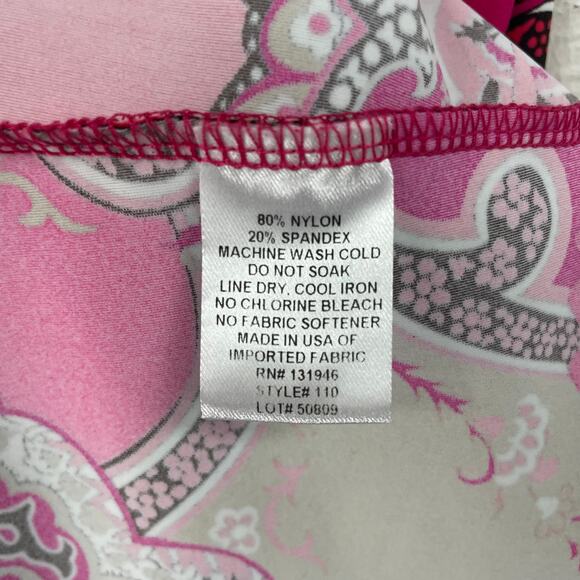 80% NYLON
20% SPANDEX
MACHINE WASH COLD
DO NOT SOAK
LINE DRY, COOL IRON
NO CHLORINE BLEACH
NO FABRIC SOFTENER
MADE IN USA OF
IMPORTED FABRIC
RN# 131946
STYLE# 110
LOT# 50809